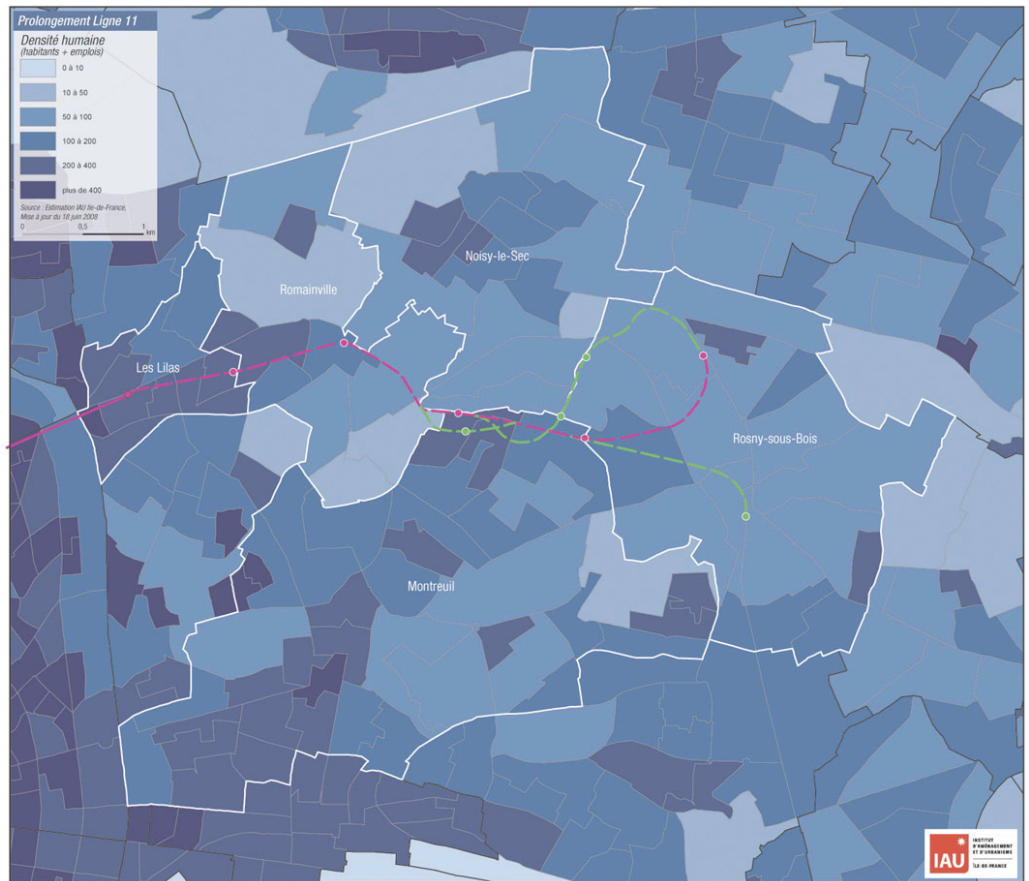 Prolongement Ligne 11
Densité humaine
(habitants + emplois)
0 à 10
10 à 50
50 à 100
100 à 200
200 à 400
plus de 400
Source : Estimation IAU Ile-de-France,
Mise à jour du 18 juin 2008
0 0,5 1
km
Noisy-le-Sec
Romainville
Les Lilas
Rosny-sous-Bois
Montreuil
IAU
INSTITUT
D'AMÉNAGEMENT
ET D'URBANISME
ÎLE-DE-FRANCE